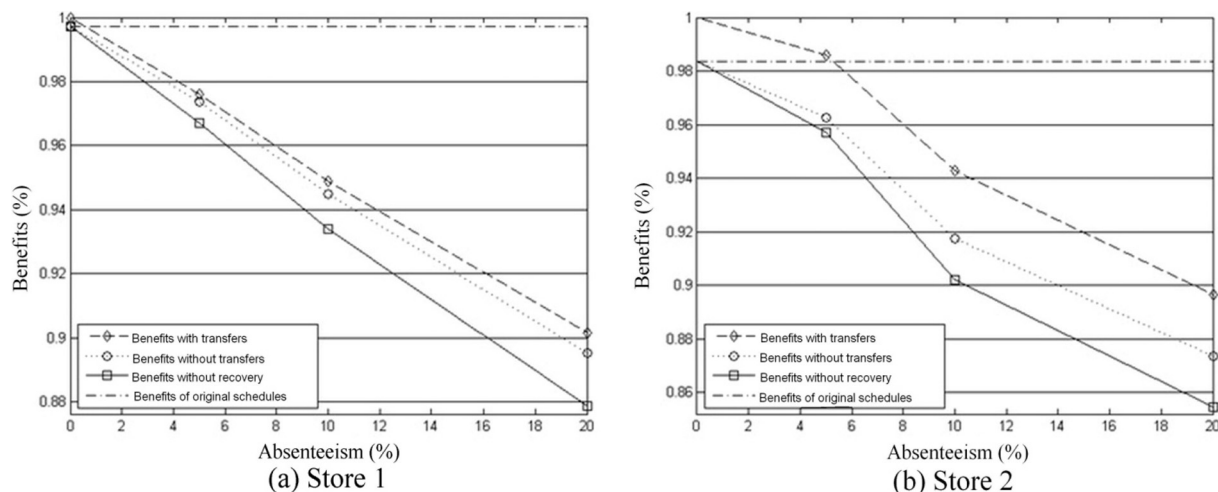 1
0.98
0.96
0.94
0.92
0.9
0.88
Benefits (%)
Benefits with transfers
Benefits without transfers
Benefits without recovery
Benefits of original schedules
0 2 4 6 8 10 12 14 16 18 20
Absenteeism (%)
(a) Store 1
1
0.98
0.96
0.94
0.92
0.9
0.88
0.86
Benefits (%)
Benefits with transfers
Benefits without transfers
Benefits without recovery
Benefits of original schedules
0 2 4 6 8 10 12 14 16 18 20
Absenteeism (%)
(b) Store 2